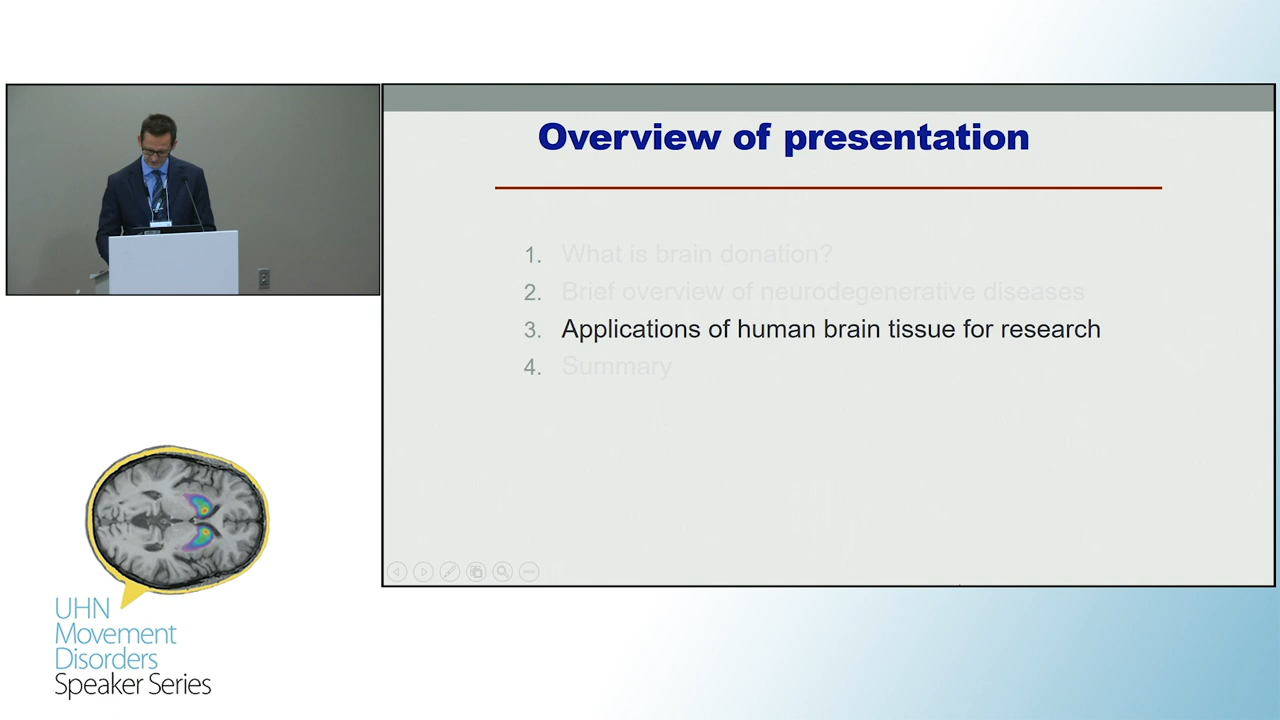 Overview of presentation
1. What is brain donation?
2. Brief overview of neurodegenerative diseases
3. Applications of human brain tissue for research
4. Summary
UHN
Movement
Disorders
Speaker Series